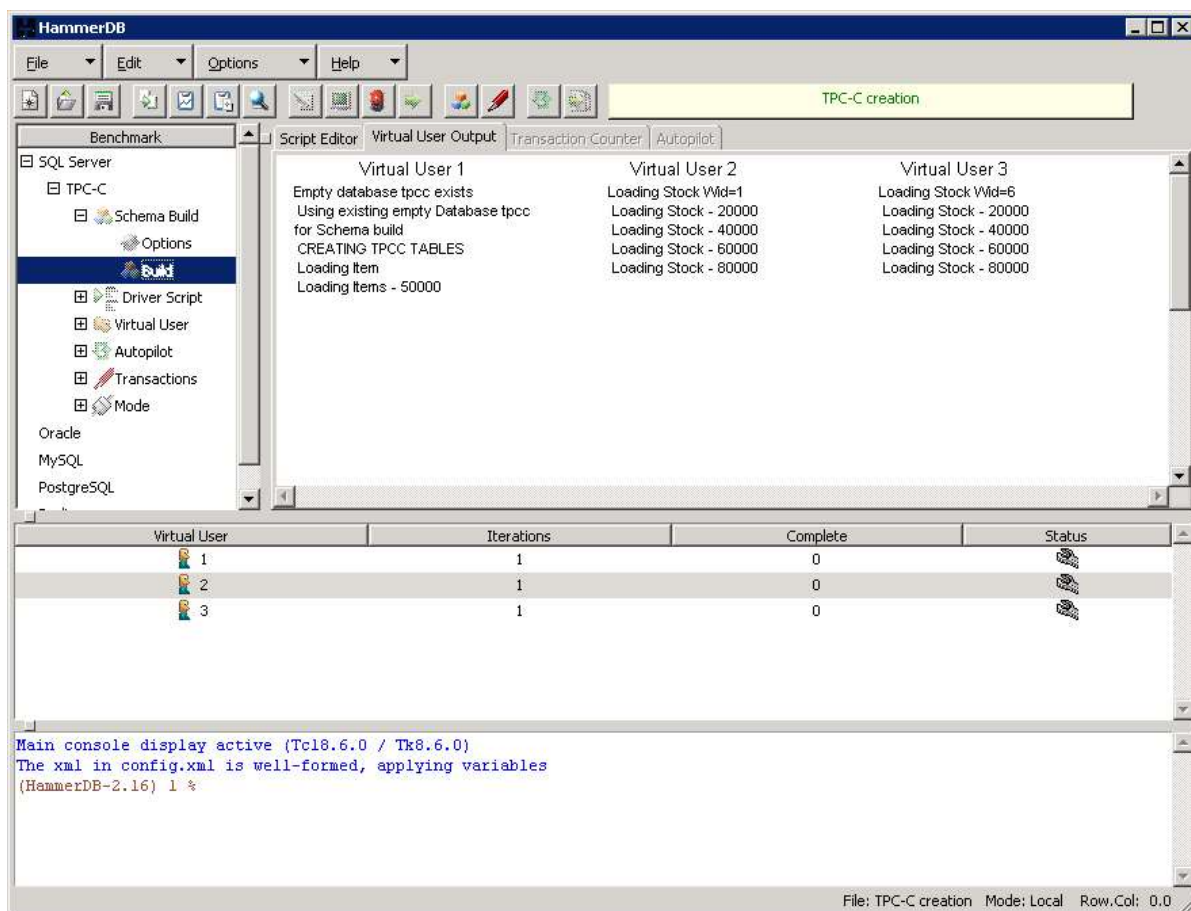 HammerDB
File Edit Options Help
TPC-C creation
Benchmark
SQL Server
TPC-C
Schema Build
Options
Build
Driver Script
Virtual User
Autopilot
Transactions
Mode
Oracle
MySQL
PostgreSQL
Script Editor Virtual User Output Transaction Counter Autopilot
Virtual User 1
Empty database tpcc exists
Using existing empty Database tpcc
for Schema build
CREATING TPCC TABLES
Loading Item
Loading Items - 50000
Virtual User 2
Loading Stock Wid=1
Loading Stock - 20000
Loading Stock - 40000
Loading Stock - 60000
Loading Stock - 80000
Virtual User 3
Loading Stock Wid=6
Loading Stock - 20000
Loading Stock - 40000
Loading Stock - 60000
Loading Stock - 80000
Virtual User Iterations Complete Status
1 1 0
2 1 0
3 1 0
Main console display active (Tcl8.6.0 / Tk8.6.0)
The xml in config.xml is well-formed, applying variables
(HammerDB-2.16) 1 %
File: TPC-C creation Mode: Local Row.Col: 0.0